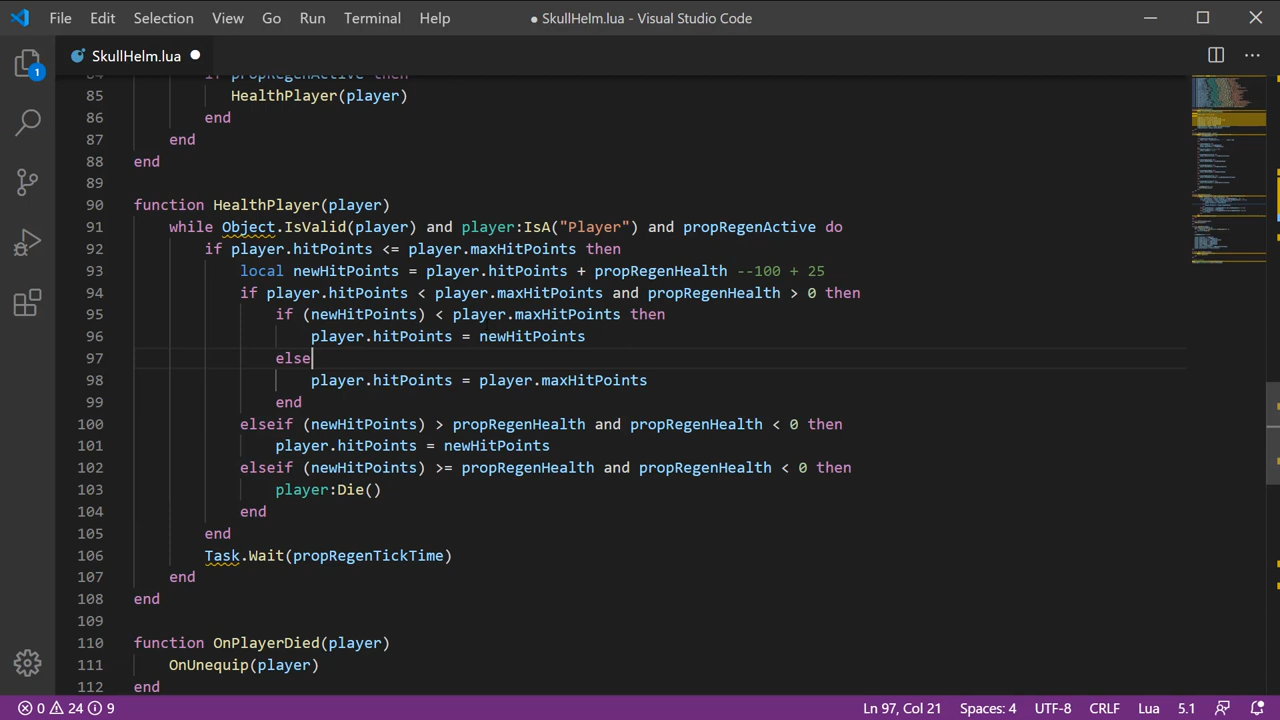 File Edit Selection View Go Run Terminal Help ● SkullHelm.lua - Visual Studio Code
SkullHelm.lua
1
84 if propRegenActive then
85 HealthPlayer(player)
86 end
87 end
88 end
89
90 function HealthPlayer(player)
91 while Object.IsValid(player) and player:IsA("Player") and propRegenActive do
92 if player.hitPoints <= player.maxHitPoints then
93 local newHitPoints = player.hitPoints + propRegenHealth --100 + 25
94 if player.hitPoints < player.maxHitPoints and propRegenHealth > 0 then
95 if (newHitPoints) < player.maxHitPoints then
96 player.hitPoints = newHitPoints
97 else
98 player.hitPoints = player.maxHitPoints
99 end
100 elseif (newHitPoints) > propRegenHealth and propRegenHealth < 0 then
101 player.hitPoints = newHitPoints
102 elseif (newHitPoints) >= propRegenHealth and propRegenHealth < 0 then
103 player:Die()
104 end
105 end
106 Task.Wait(propRegenTickTime)
107 end
108 end
109
110 function OnPlayerDied(player)
111 OnUnequip(player)
112 end
0 24 9 Ln 97, Col 21 Spaces: 4 UTF-8 CRLF Lua 5.1